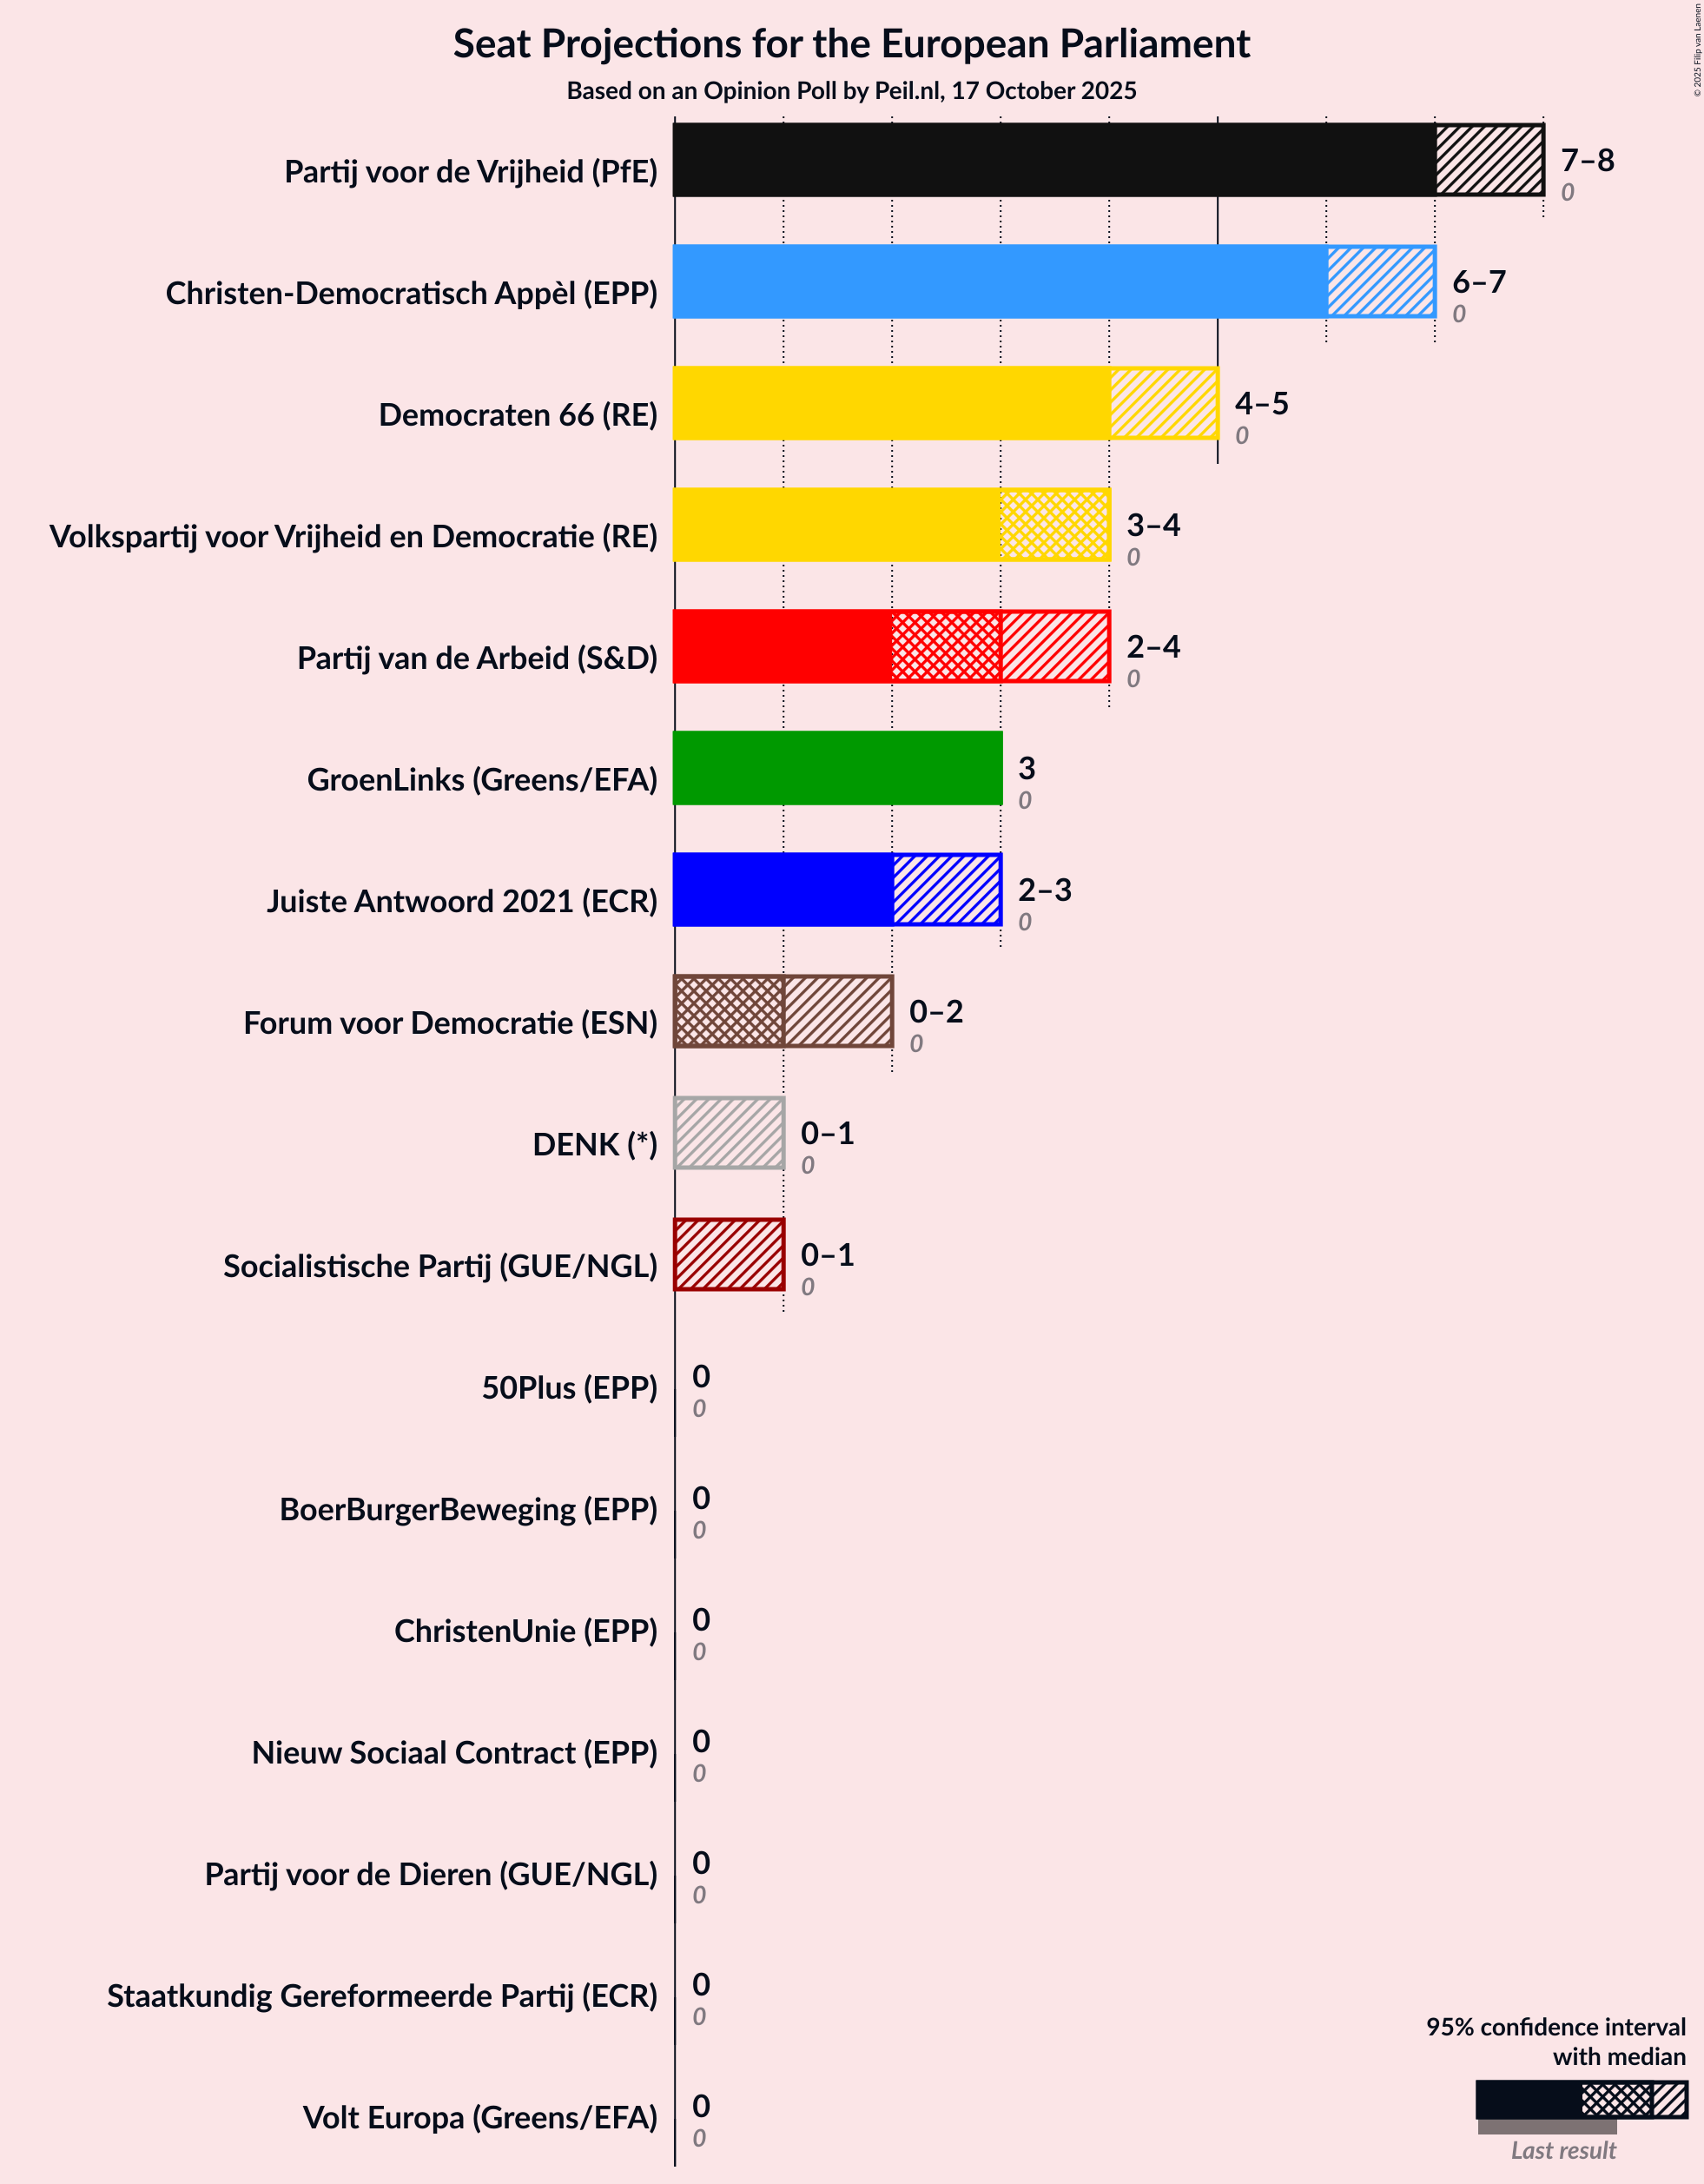 Seat Projections for the European Parliament
Based on an Opinion Poll by Peil.nl, 17 October 2025
© 2025 Filip van Laenen
Partij voor de Vrijheid (PfE)
7–8
0
Christen-Democratisch Appèl (EPP)
6–7
0
Democraten 66 (RE)
4–5
0
Volkspartij voor Vrijheid en Democratie (RE)
3–4
0
Partij van de Arbeid (S&D)
2–4
0
GroenLinks (Greens/EFA)
3
0
Juiste Antwoord 2021 (ECR)
2–3
0
Forum voor Democratie (ESN)
0–2
0
DENK (*)
0–1
0
Socialistische Partij (GUE/NGL)
0–1
0
50Plus (EPP)
0
0
BoerBurgerBeweging (EPP)
0
0
ChristenUnie (EPP)
0
0
Nieuw Sociaal Contract (EPP)
0
0
Partij voor de Dieren (GUE/NGL)
0
0
Staatkundig Gereformeerde Partij (ECR)
0
0
Volt Europa (Greens/EFA)
0
0
95% confidence interval
with median
Last result